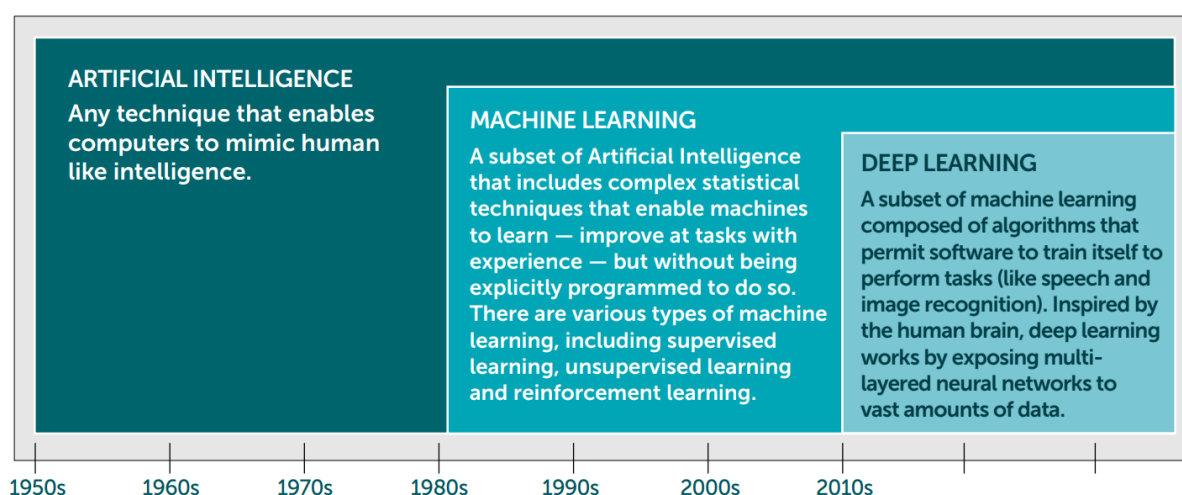 ARTIFICIAL INTELLIGENCE
Any technique that enables
computers to mimic human
like intelligence.
MACHINE LEARNING
A subset of Artificial Intelligence
that includes complex statistical
techniques that enable machines
to learn — improve at tasks with
experience — but without being
explicitly programmed to do so.
There are various types of machine
learning, including supervised
learning, unsupervised learning
and reinforcement learning.
DEEP LEARNING
A subset of machine learning
composed of algorithms that
permit software to train itself to
perform tasks (like speech and
image recognition). Inspired by
the human brain, deep learning
works by exposing multi-
layered neural networks to
vast amounts of data.
1950s 1960s 1970s 1980s 1990s 2000s 2010s